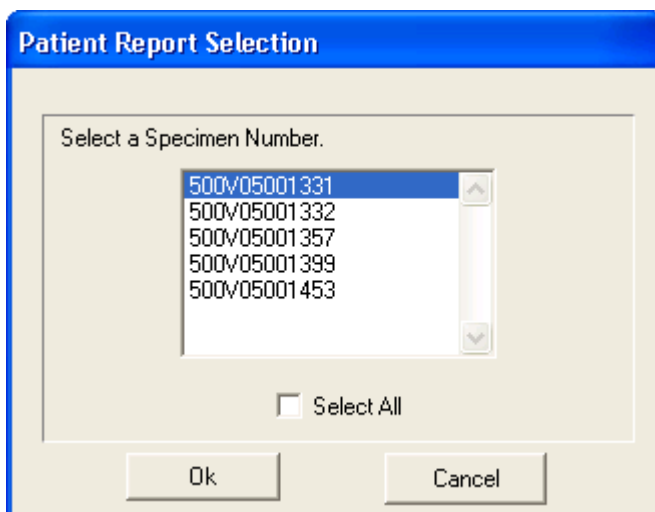 Patient Report Selection
Select a Specimen Number.
500V05001331
500V05001332
500V05001357
500V05001399
500V05001453
Select All
Ok
Cancel